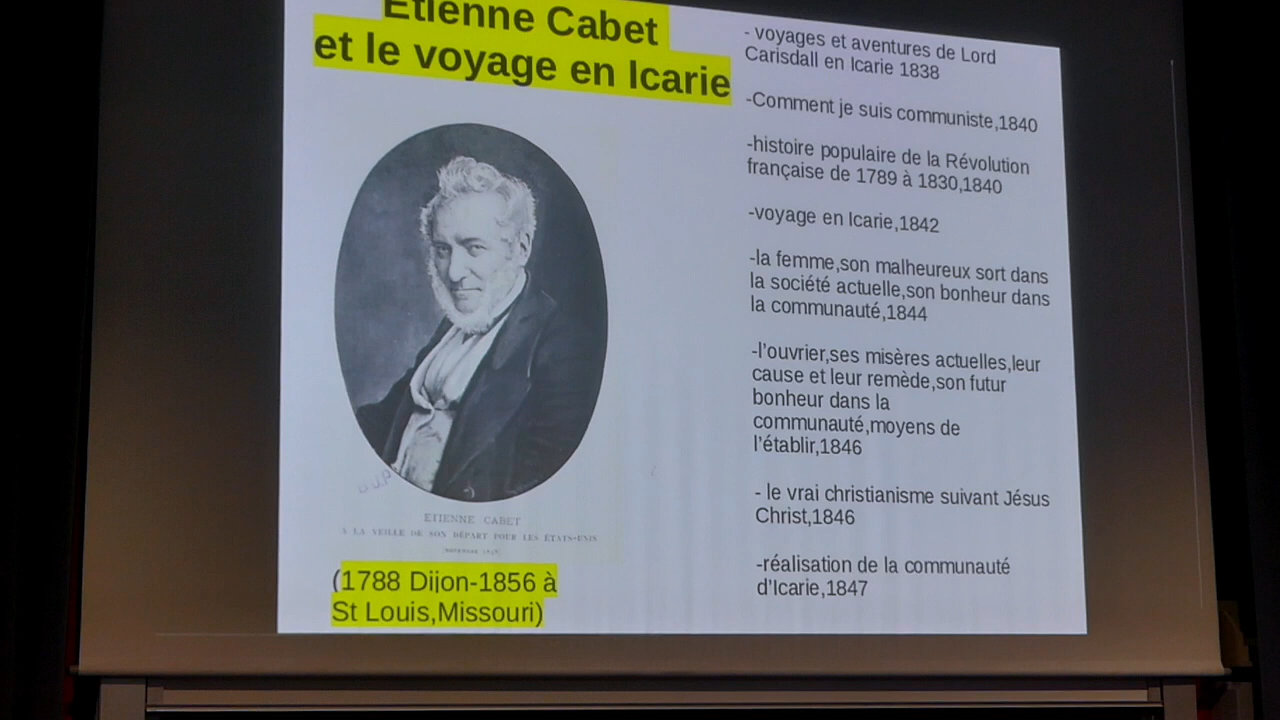 Etienne Cabet
et le voyage en Icarie
ETIENNE CABET
A LA VEILLE DE SON DÉPART POUR LES ÉTATS-UNIS
(1788 Dijon-1856 à
St Louis,Missouri)
- voyages et aventures de Lord
Carisdall en Icarie 1838
-Comment je suis communiste,1840
-histoire populaire de la Révolution
française de 1789 à 1830,1840
-voyage en Icarie,1842
-la femme,son malheureux sort dans
la société actuelle,son bonheur dans
la communauté,1844
-l'ouvrier,ses misères actuelles,leur
cause et leur remède,son futur
bonheur dans la
communauté,moyens de
l'établir,1846
- le vrai christianisme suivant Jésus
Christ,1846
-réalisation de la communauté
d'Icarie,1847